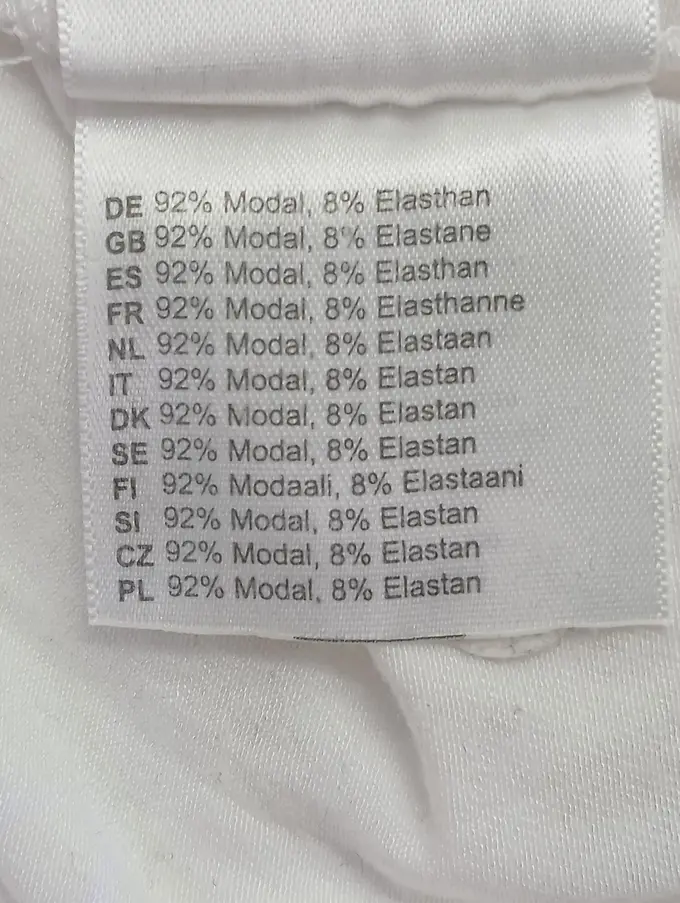 DE 92% Modal, 8% Elasthan
GB 92% Modal, 8% Elastane
ES 92% Modal, 8% Elasthan
FR 92% Modal, 8% Elasthanne
NL 92% Modal, 8% Elastaan
IT 92% Modal, 8% Elastan
DK 92% Modal, 8% Elastan
SE 92% Modal, 8% Elastan
FI 92% Modaali, 8% Elastaani
SI 92% Modal, 8% Elastan
CZ 92% Modal, 8% Elastan
PL 92% Modal, 8% Elastan